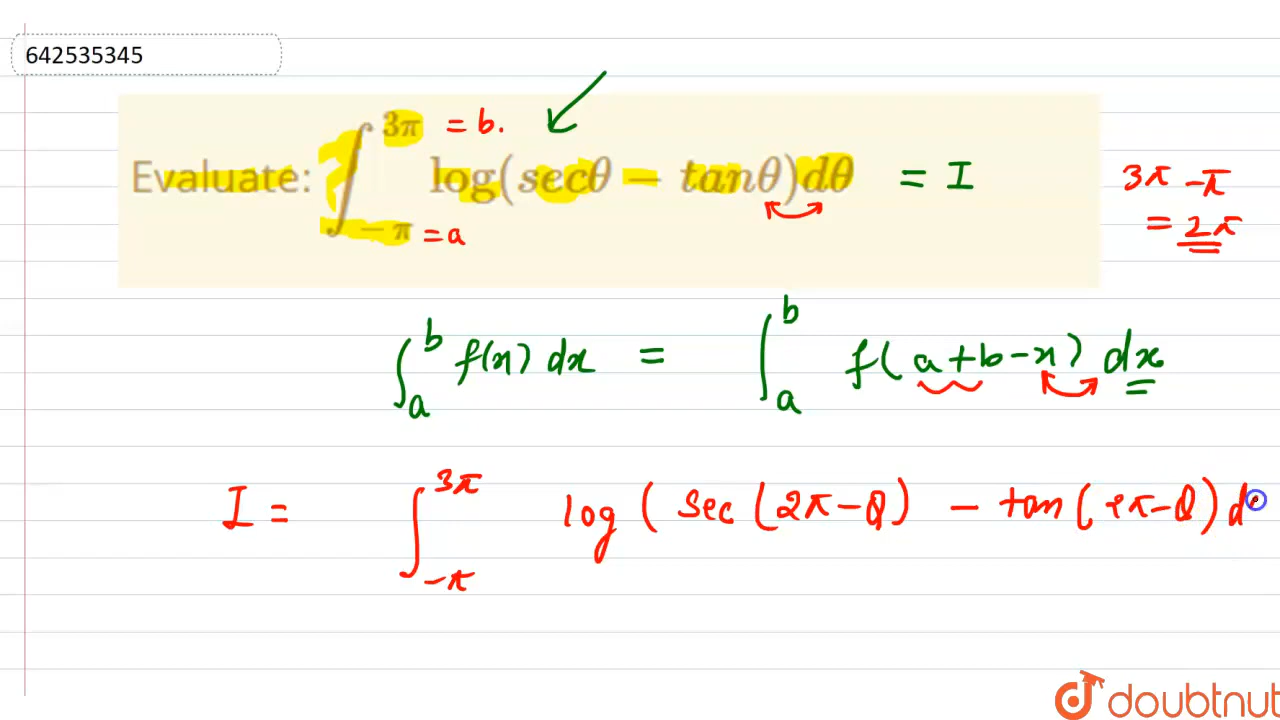 642535345
3π = b.
Evaluate: ∫ log(secθ − tanθ)dθ = I
−π = a
3π − π
= 2π
∫_a^b f(x) dx = ∫_a^b f(a+b−x) dx
I = ∫_{−π}^{3π} log(sec(2π−θ) − tan(2π−θ) d
doubtnut